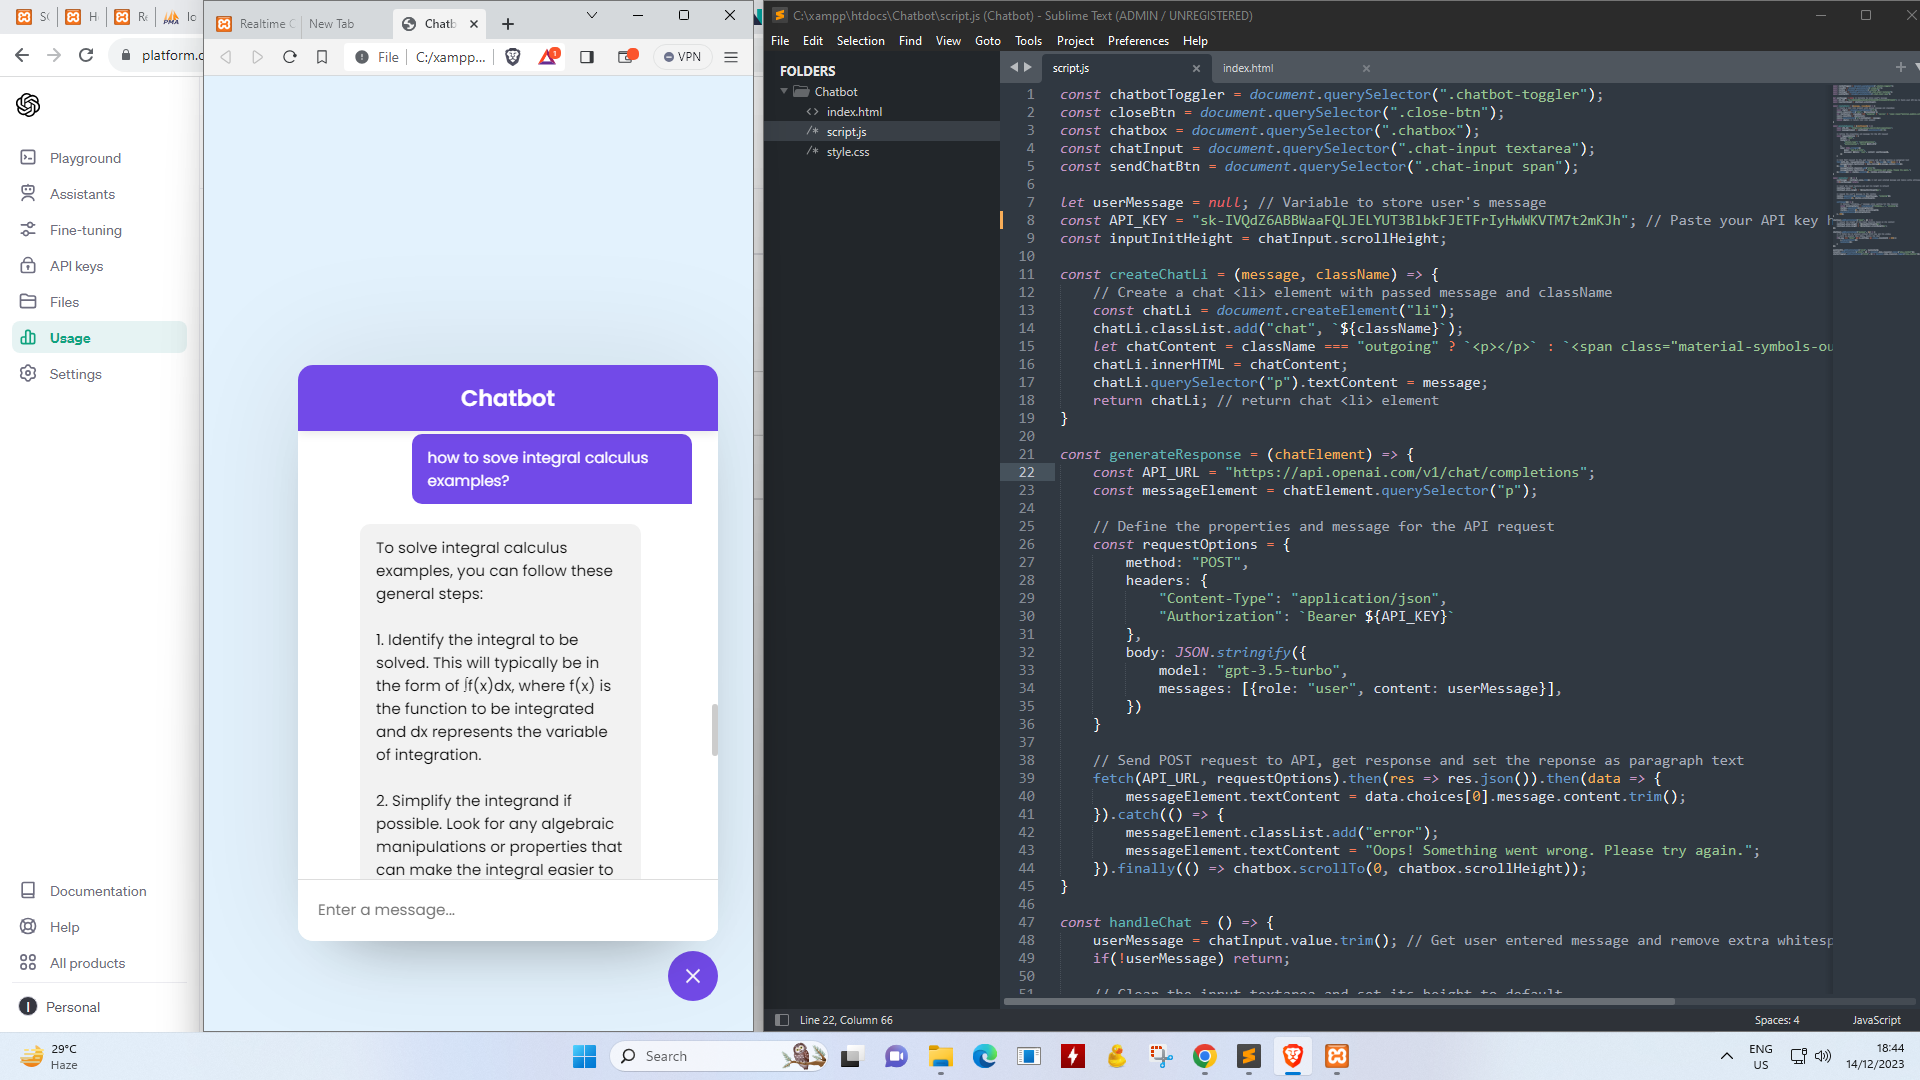 platform.c
Playground
Assistants
Fine-tuning
API keys
Files
Usage
Settings
Documentation
Help
All products
Personal
Realtime C
New Tab
Chatb
File
C:/xampp...
VPN
Chatbot
how to sove integral calculus
examples?
To solve integral calculus
examples, you can follow these
general steps:
1. Identify the integral to be
solved. This will typically be in
the form of ∫f(x)dx, where f(x) is
the function to be integrated
and dx represents the variable
of integration.
2. Simplify the integrand if
possible. Look for any algebraic
manipulations or properties that
can make the integral easier to
Enter a message...
C:\xampp\htdocs\Chatbot\script.js (Chatbot) - Sublime Text (ADMIN / UNREGISTERED)
File Edit Selection Find View Goto Tools Project Preferences Help
FOLDERS
Chatbot
index.html
script.js
style.css
script.js
index.html
1 const chatbotToggler = document.querySelector(".chatbot-toggler");
2 const closeBtn = document.querySelector(".close-btn");
3 const chatbox = document.querySelector(".chatbox");
4 const chatInput = document.querySelector(".chat-input textarea");
5 const sendChatBtn = document.querySelector(".chat-input span");
6
7 let userMessage = null; // Variable to store user's message
8 const API_KEY = "sk-IVQdZ6ABBWaaFQLJELYUT3B1bkFJETFrIyHwWKVTM7t2mKJh"; // Paste your API key h
9 const inputInitHeight = chatInput.scrollHeight;
10
11 const createChatLi = (message, className) => {
12 // Create a chat <li> element with passed message and className
13 const chatLi = document.createElement("li");
14 chatLi.classList.add("chat", `${className}`);
15 let chatContent = className === "outgoing" ? `<p></p>` : `<span class="material-symbols-ou
16 chatLi.innerHTML = chatContent;
17 chatLi.querySelector("p").textContent = message;
18 return chatLi; // return chat <li> element
19 }
20
21 const generateResponse = (chatElement) => {
22 const API_URL = "https://api.openai.com/v1/chat/completions";
23 const messageElement = chatElement.querySelector("p");
24
25 // Define the properties and message for the API request
26 const requestOptions = {
27 method: "POST",
28 headers: {
29 "Content-Type": "application/json",
30 "Authorization": `Bearer ${API_KEY}`
31 },
32 body: JSON.stringify({
33 model: "gpt-3.5-turbo",
34 messages: [{role: "user", content: userMessage}],
35 })
36 }
37
38 // Send POST request to API, get response and set the reponse as paragraph text
39 fetch(API_URL, requestOptions).then(res => res.json()).then(data => {
40 messageElement.textContent = data.choices[0].message.content.trim();
41 }).catch(() => {
42 messageElement.classList.add("error");
43 messageElement.textContent = "Oops! Something went wrong. Please try again.";
44 }).finally(() => chatbox.scrollTo(0, chatbox.scrollHeight));
45 }
46
47 const handleChat = () => {
48 userMessage = chatInput.value.trim(); // Get user entered message and remove extra whitesp
49 if(!userMessage) return;
50
51 // Clear the input textarea and set its height to default
Line 22, Column 66
Spaces: 4
JavaScript
29°C
Haze
Search
ENG
US
18:44
14/12/2023